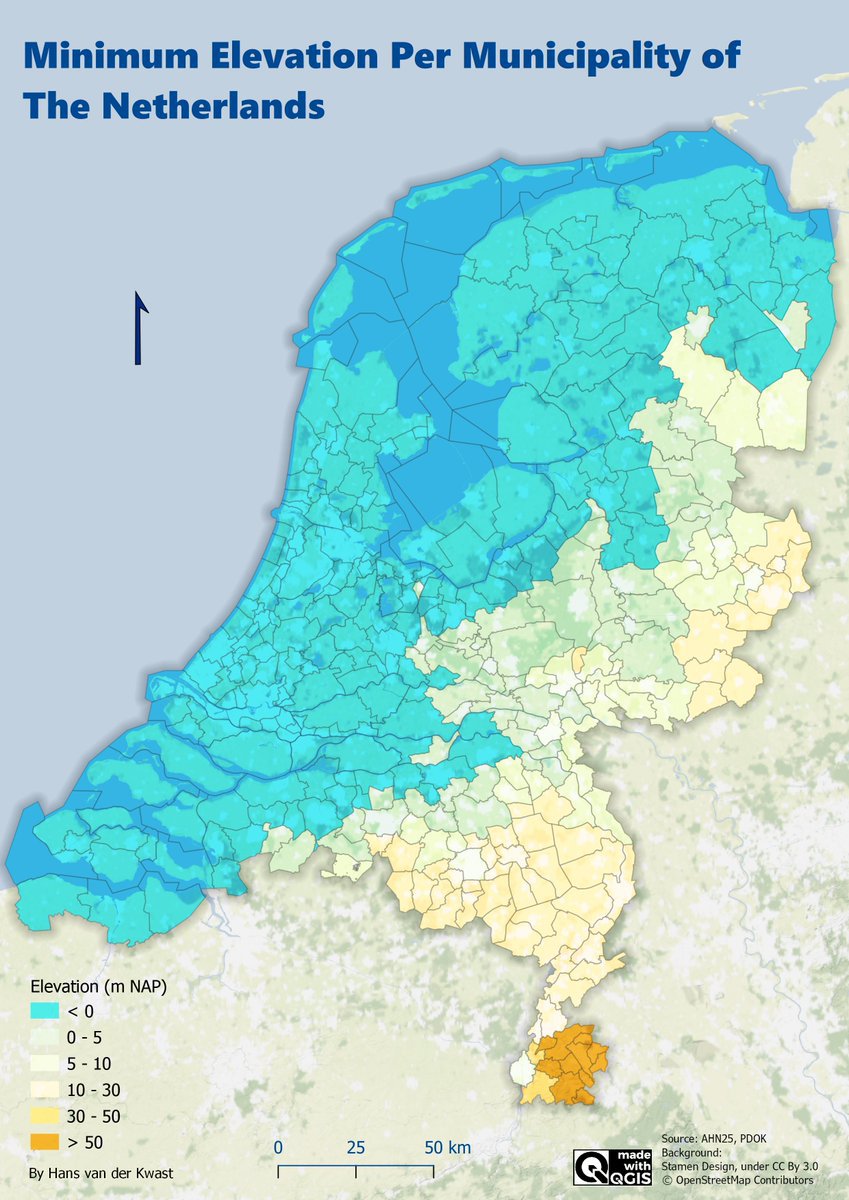 Minimum Elevation Per Municipality of
The Netherlands
Elevation (m NAP)
< 0
0 - 5
5 - 10
10 - 30
30 - 50
> 50
By Hans van der Kwast
0 25 50 km
made
with
QGIS
Source: AHN25, PDOK
Background:
Stamen Design, under CC By 3.0
© OpenStreetMap Contributors